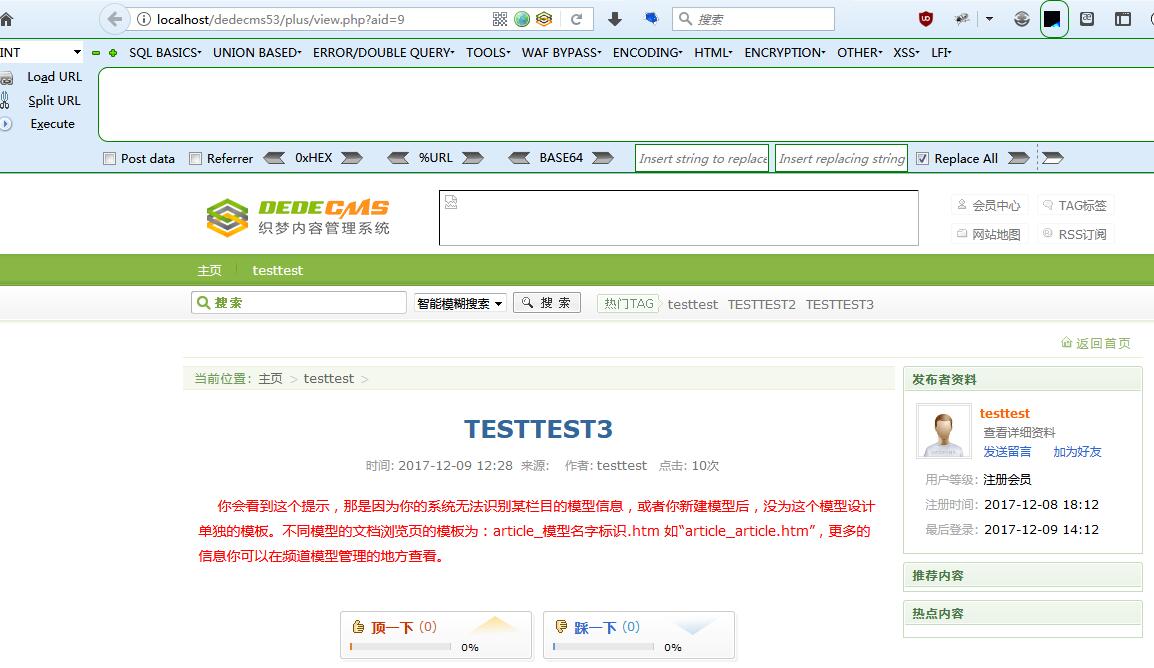 localhost/dedecms53/plus/view.php?aid=9
搜索
INT
SQL BASICS UNION BASED ERROR/DOUBLE QUERY TOOLS WAF BYPASS ENCODING HTML ENCRYPTION OTHER XSS LFI
Load URL
Split URL
Execute
Post data Referrer 0xHEX %URL BASE64 Insert string to replace Insert replacing string Replace All
DEDECMS
织梦内容管理系统
会员中心 TAG标签
网站地图 RSS订阅
主页 testtest
搜索 智能模糊搜索 搜 索 热门TAG testtest TESTTEST2 TESTTEST3
返回首页
当前位置: 主页 > testtest >
TESTTEST3
时间: 2017-12-09 12:28 来源: 作者: testtest 点击: 10次
你会看到这个提示，那是因为你的系统无法识别某栏目的模型信息，或者你新建模型后，没为这个模型设计
单独的模板。不同模型的文档浏览页的模板为：article_模型名字标识.htm 如“article_article.htm”，更多的
信息你可以在频道模型管理的地方查看。
顶一下 (0)
0%
踩一下 (0)
0%
发布者资料
testtest
查看详细资料
发送留言 加为好友
用户等级: 注册会员
注册时间: 2017-12-08 18:12
最后登录: 2017-12-09 14:12
推荐内容
热点内容